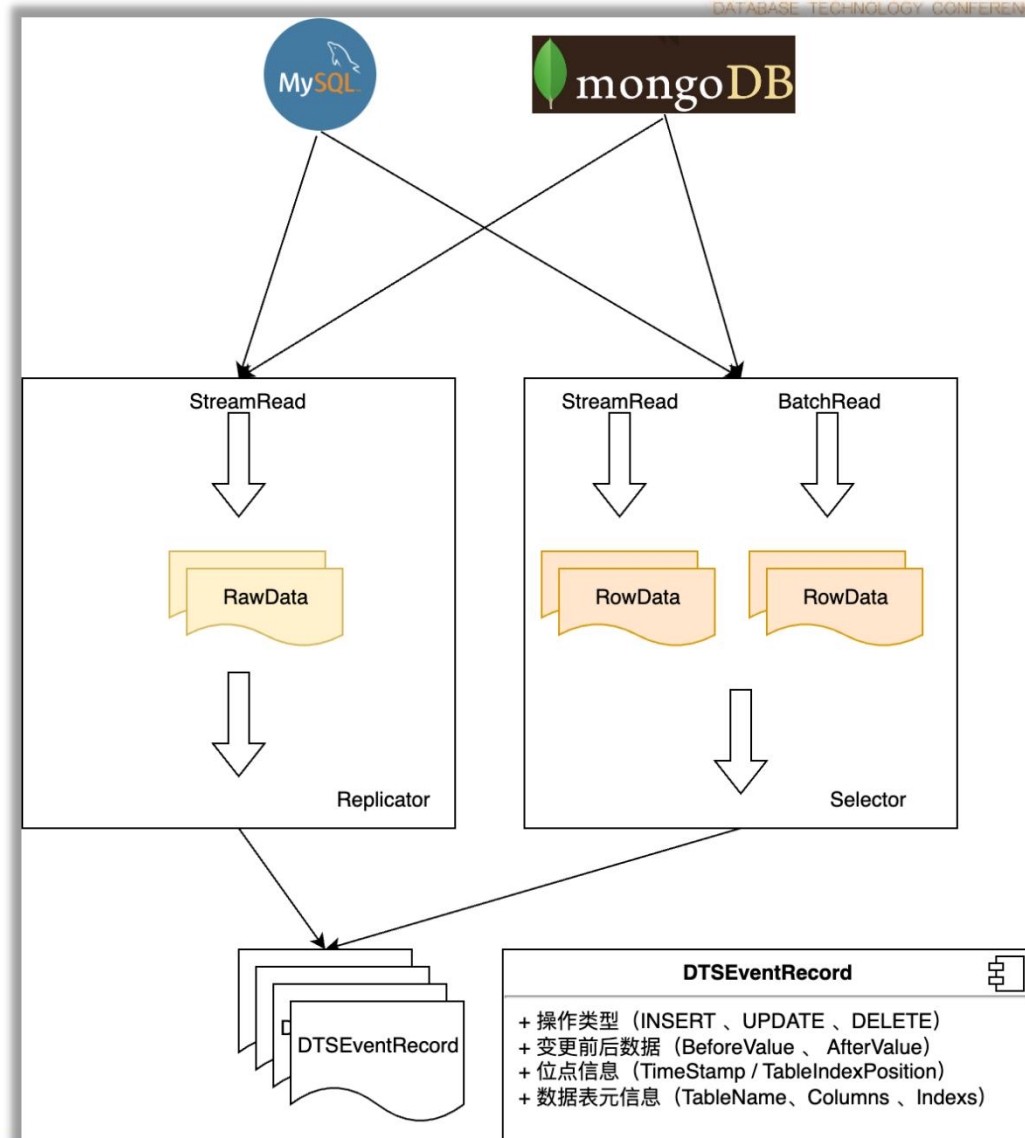 DATABASE TECHNOLOGY CONFEREN
MySQL
mongoDB
StreamRead
RawData
Replicator
StreamRead BatchRead
RowData RowData
Selector
DTSEventRecord
DTSEventRecord
+ 操作类型（INSERT 、UPDATE 、DELETE）
+ 变更前后数据（BeforeValue 、 AfterValue）
+ 位点信息（TimeStamp / TableIndexPosition）
+ 数据表元信息（TableName、Columns 、Indexs）